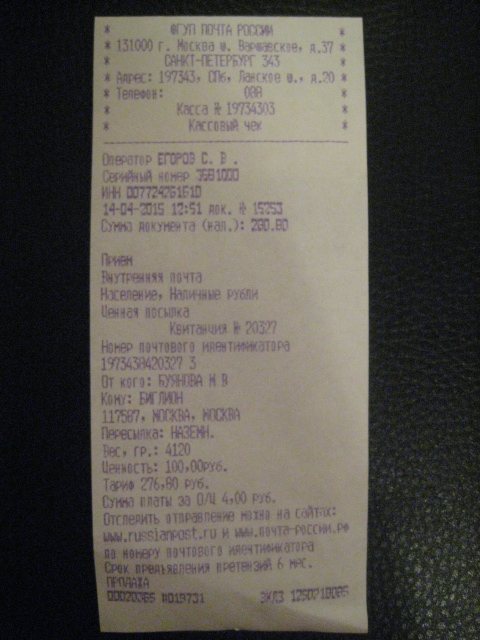 * ФГУП ПОЧТА РОССИИ *
* 131000 г. Москва ш. Варшавское, д.37 *
* САНКТ-ПЕТЕРБУРГ 343 *
* Адрес: 197343, СПб, Ланское ш., д.20 *
* Телефон: 008 *
* Касса № 19734303 *
* Кассовый чек *
Оператор ЕГОРОВ С. В .
Серийный номер 3581000
ИНН 007724261610
14-04-2015 12:51 док. № 15253
Сумма документа (нал.): 280.80
Прием
Внутренняя почта
Население, Наличные рубли
Ценная посылка
Квитанция № 20327
Номер почтового идентификатора
1973438420327 3
От кого: БУЯНОВА М В
Кому: БИГЛИОН
117587, МОСКВА, МОСКВА
Пересылка: НАЗЕМН.
Вес, гр.: 4120
Ценность: 100,00руб.
Тариф 276,80 руб.
Сумма платы за О/Ц 4,00 руб.
Отследить отправление можно на сайтах:
www.russianpost.ru и www.почта-россии.рф
по номеру почтового идентификатора
Срок предъявления претензий 6 мес.
ПРОДАЖА
#019731 ЭКЛЗ